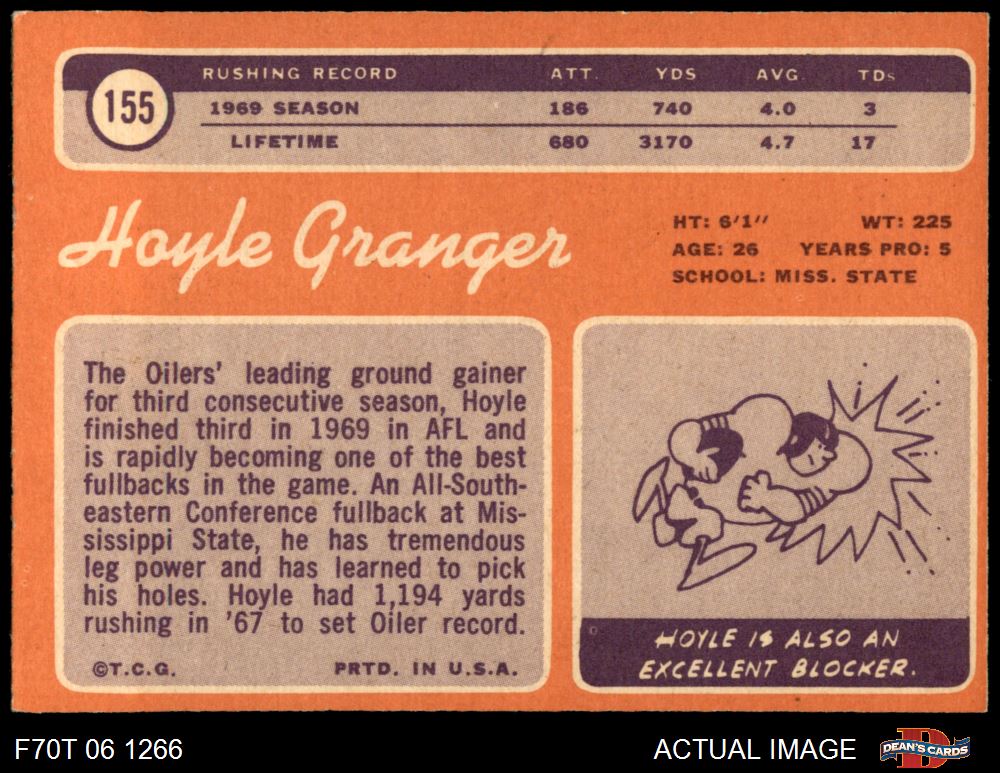 155
RUSHING RECORD ATT. YDS AVG. TDs
1969 SEASON 186 740 4.0 3
LIFETIME 680 3170 4.7 17
Hoyle Granger
HT: 6'1" WT: 225
AGE: 26 YEARS PRO: 5
SCHOOL: MISS. STATE
The Oilers' leading ground gainer
for third consecutive season, Hoyle
finished third in 1969 in AFL and
is rapidly becoming one of the best
fullbacks in the game. An All-South-
eastern Conference fullback at Mis-
sissippi State, he has tremendous
leg power and has learned to pick
his holes. Hoyle had 1,194 yards
rushing in '67 to set Oiler record.
©T.C.G. PRTD. IN U.S.A.
HOYLE IS ALSO AN
EXCELLENT BLOCKER.
F70T 06 1266 ACTUAL IMAGE
D
DEAN'S CARDS